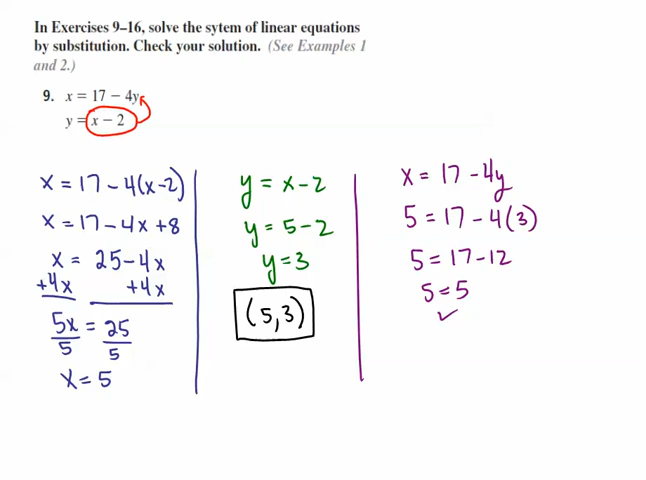 In Exercises 9–16, solve the sytem of linear equations
by substitution. Check your solution. (See Examples 1
and 2.)
9. x = 17 − 4y
y = x − 2
x = 17 - 4(x-2)
x = 17 - 4x + 8
x = 25 - 4x
+4x +4x
5x = 25
5 5
x = 5
y = x - 2
y = 5 - 2
y = 3
(5,3)
x = 17 - 4y
5 = 17 - 4(3)
5 = 17 - 12
5 = 5
✓